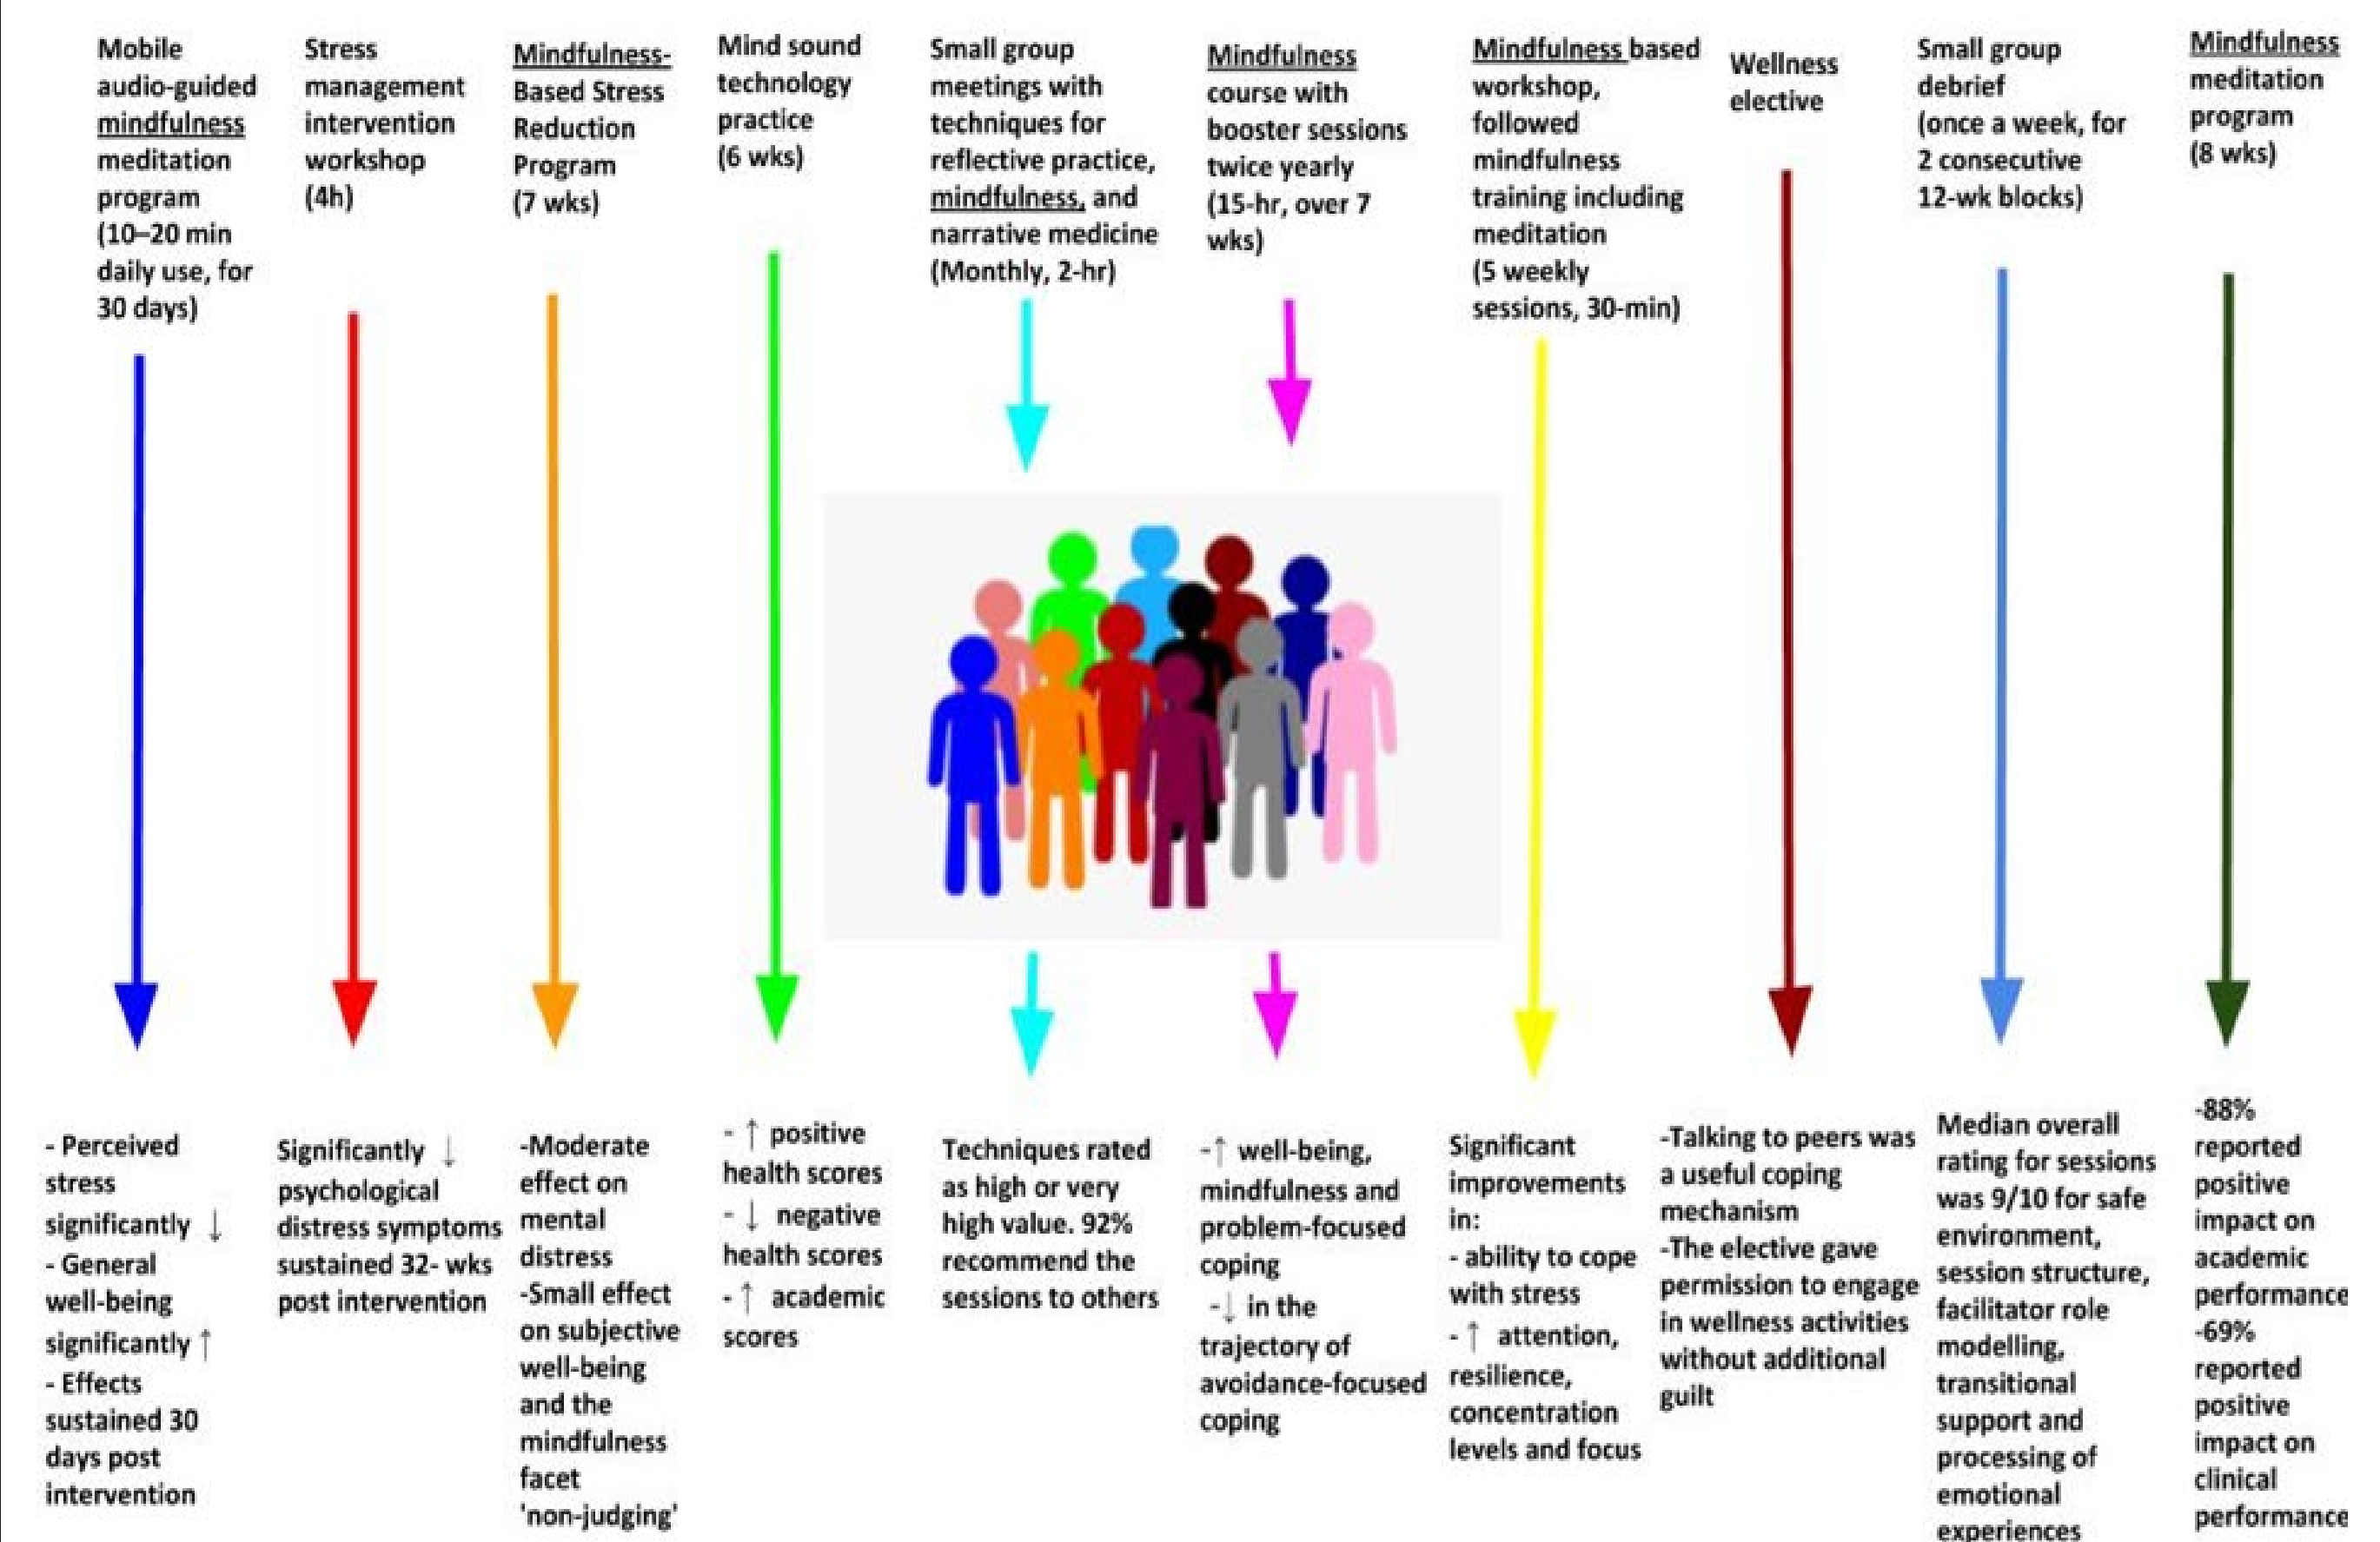 Mobile
audio-guided
mindfulness
meditation
program
(10–20 min
daily use, for
30 days)
Stress
management
intervention
workshop
(4h)
Mindfulness-
Based Stress
Reduction
Program
(7 wks)
Mind sound
technology
practice
(6 wks)
Small group
meetings with
techniques for
reflective practice,
mindfulness, and
narrative medicine
(Monthly, 2-hr)
Mindfulness
course with
booster sessions
twice yearly
(15-hr, over 7
wks)
Mindfulness based
workshop,
followed
mindfulness
training including
meditation
(5 weekly
sessions, 30-min)
Wellness
elective
Small group
debrief
(once a week, for
2 consecutive
12-wk blocks)
Mindfulness
meditation
program
(8 wks)
- Perceived
stress
significantly ↓
- General
well-being
significantly ↑
- Effects
sustained 30
days post
intervention
Significantly ↓
psychological
distress symptoms
sustained 32- wks
post intervention
-Moderate
effect on
mental
distress
-Small effect
on subjective
well-being
and the
mindfulness
facet
'non-judging'
- ↑ positive
health scores
- ↓ negative
health scores
- ↑ academic
scores
Techniques rated
as high or very
high value. 92%
recommend the
sessions to others
-↑ well-being,
mindfulness and
problem-focused
coping
-↓ in the
trajectory of
avoidance-focused
coping
Significant
improvements
in:
- ability to cope
with stress
- ↑ attention,
resilience,
concentration
levels and focus
-Talking to peers was
a useful coping
mechanism
-The elective gave
permission to engage
in wellness activities
without additional
guilt
Median overall
rating for sessions
was 9/10 for safe
environment,
session structure,
facilitator role
modelling,
transitional
support and
processing of
emotional
experiences
-88%
reported
positive
impact on
academic
performance
-69%
reported
positive
impact on
clinical
performance